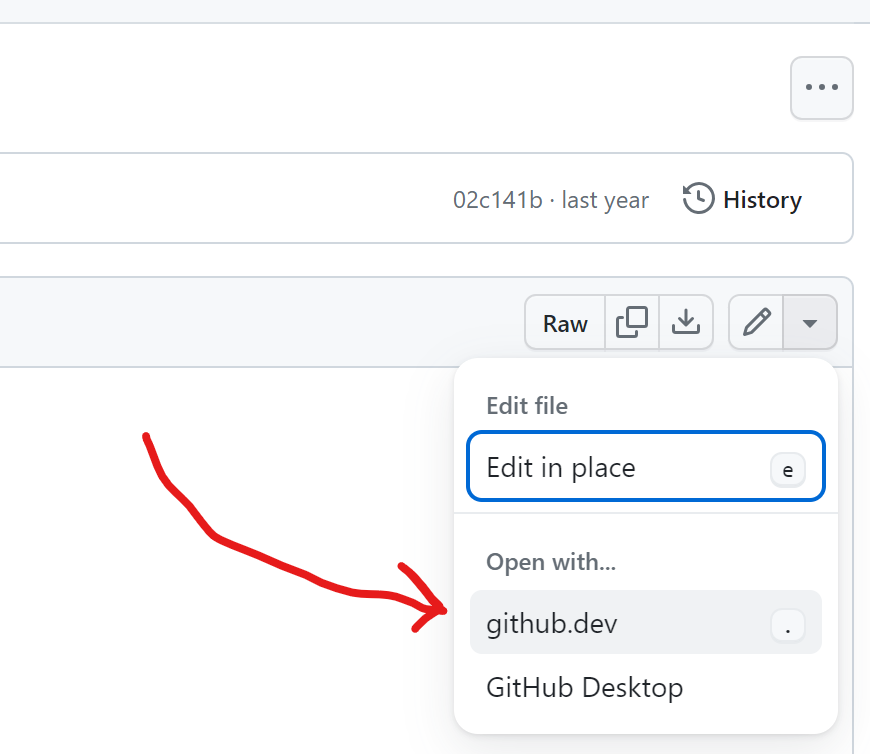 02c141b · last year History
Raw
Edit file
Edit in place e
Open with...
github.dev .
GitHub Desktop